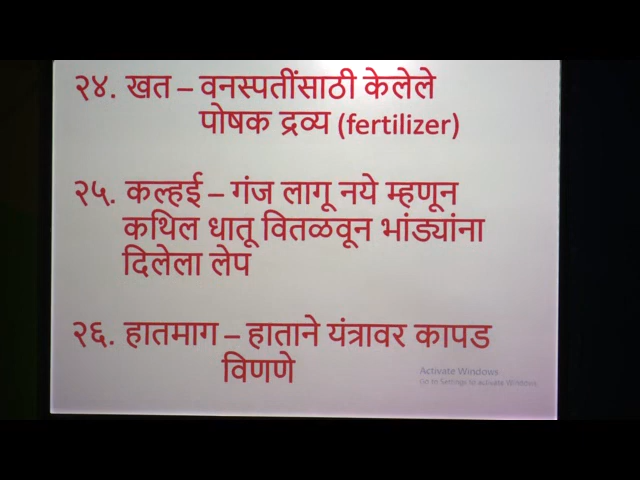 २४. खत – वनस्पतींसाठी केलेले
पोषक द्रव्य (fertilizer)
२५. कल्हई – गंज लागू नये म्हणून
कथिल धातू वितळवून भांड्यांना
दिलेला लेप
२६. हातमाग – हाताने यंत्रावर कापड
विणणे
Activate Windows
Go to Settings to activate Windows.